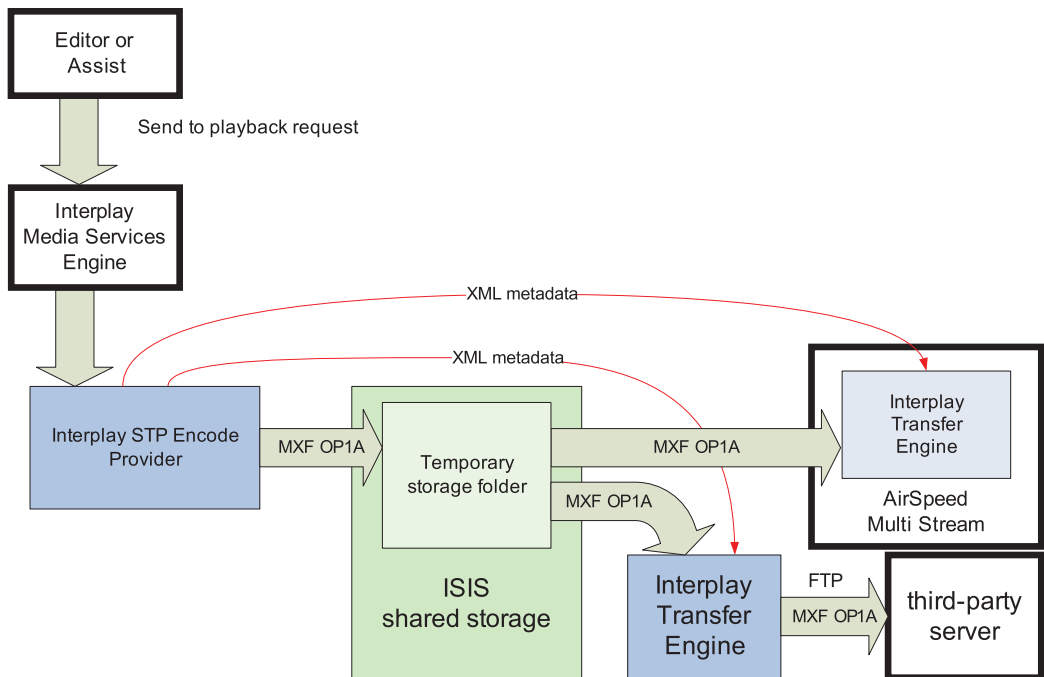 Editor or
Assist
Send to playback request
Interplay
Media Services
Engine
XML metadata
XML metadata
Interplay STP Encode
Provider
MXF OP1A
Temporary
storage folder
MXF OP1A
MXF OP1A
Interplay
Transfer
Engine
AirSpeed
Multi Stream
ISIS
shared storage
Interplay
Transfer
Engine
FTP
MXF OP1A
third-party
server